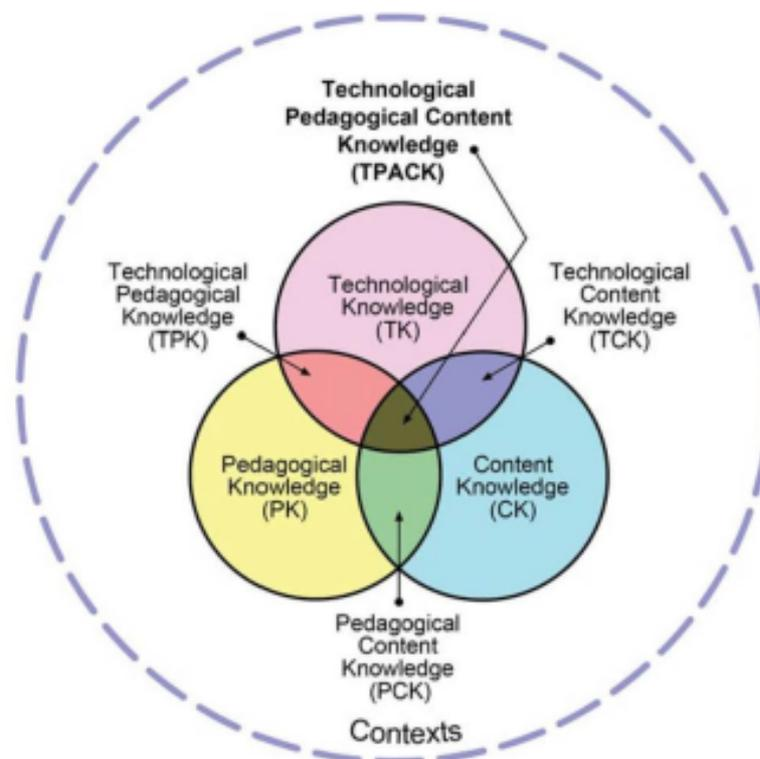 Technological
Pedagogical Content
Knowledge
(TPACK)
Technological
Pedagogical
Knowledge
(TPK)
Technological
Knowledge
(TK)
Technological
Content
Knowledge
(TCK)
Pedagogical
Knowledge
(PK)
Content
Knowledge
(CK)
Pedagogical
Content
Knowledge
(PCK)
Contexts